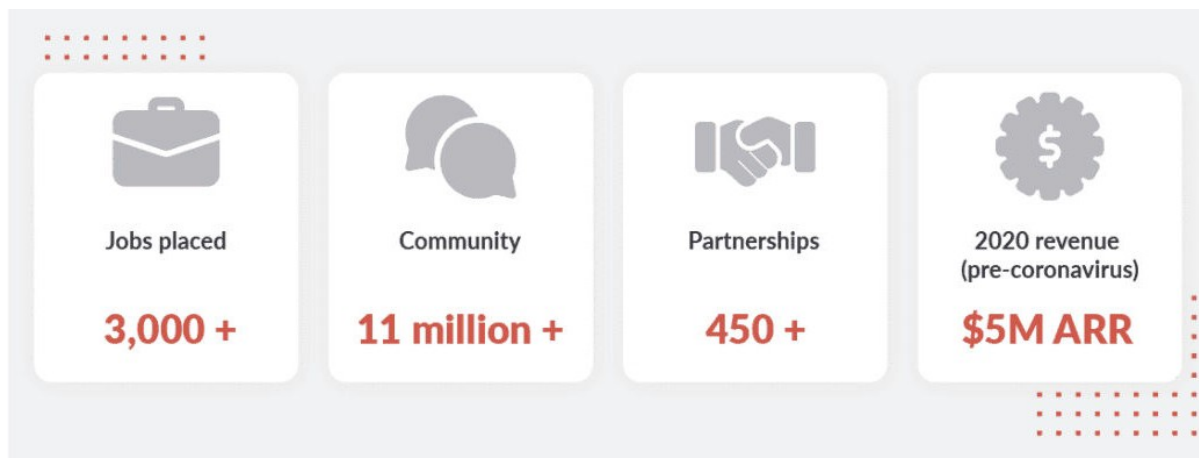 Jobs placed
3,000 +
Community
11 million +
Partnerships
450 +
$
2020 revenue
(pre-coronavirus)
$5M ARR